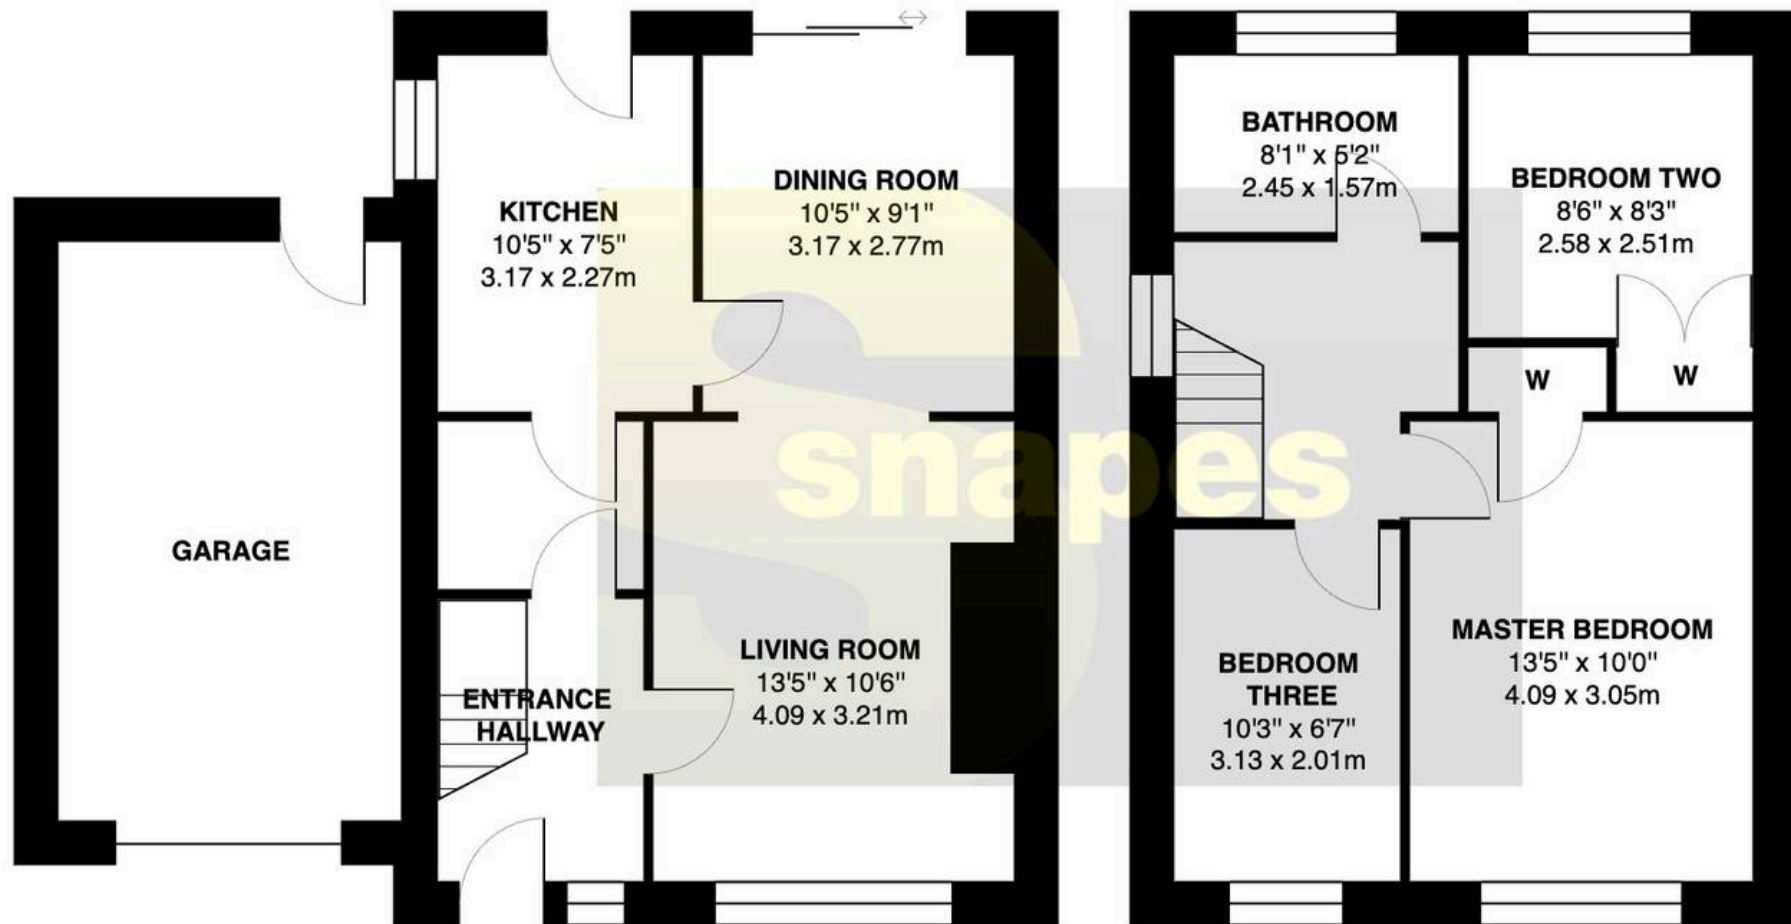 KITCHEN
10'5" x 7'5"
3.17 x 2.27m
DINING ROOM
10'5" x 9'1"
3.17 x 2.77m
GARAGE
ENTRANCE
HALLWAY
LIVING ROOM
13'5" x 10'6"
4.09 x 3.21m
BATHROOM
8'1" x 5'2"
2.45 x 1.57m
BEDROOM TWO
8'6" x 8'3"
2.58 x 2.51m
W
W
BEDROOM
THREE
10'3" x 6'7"
3.13 x 2.01m
MASTER BEDROOM
13'5" x 10'0"
4.09 x 3.05m
snapes